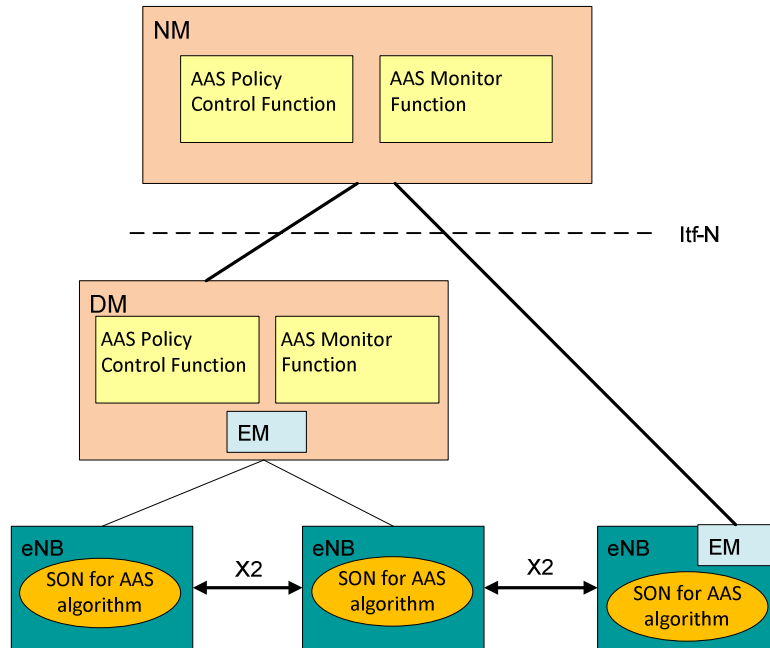 NM
AAS Policy
Control Function
AAS Monitor
Function
Itf-N
DM
AAS Policy
Control Function
AAS Monitor
Function
EM
eNB
SON for AAS
algorithm
X2
eNB
SON for AAS
algorithm
X2
eNB
EM
SON for AAS
algorithm